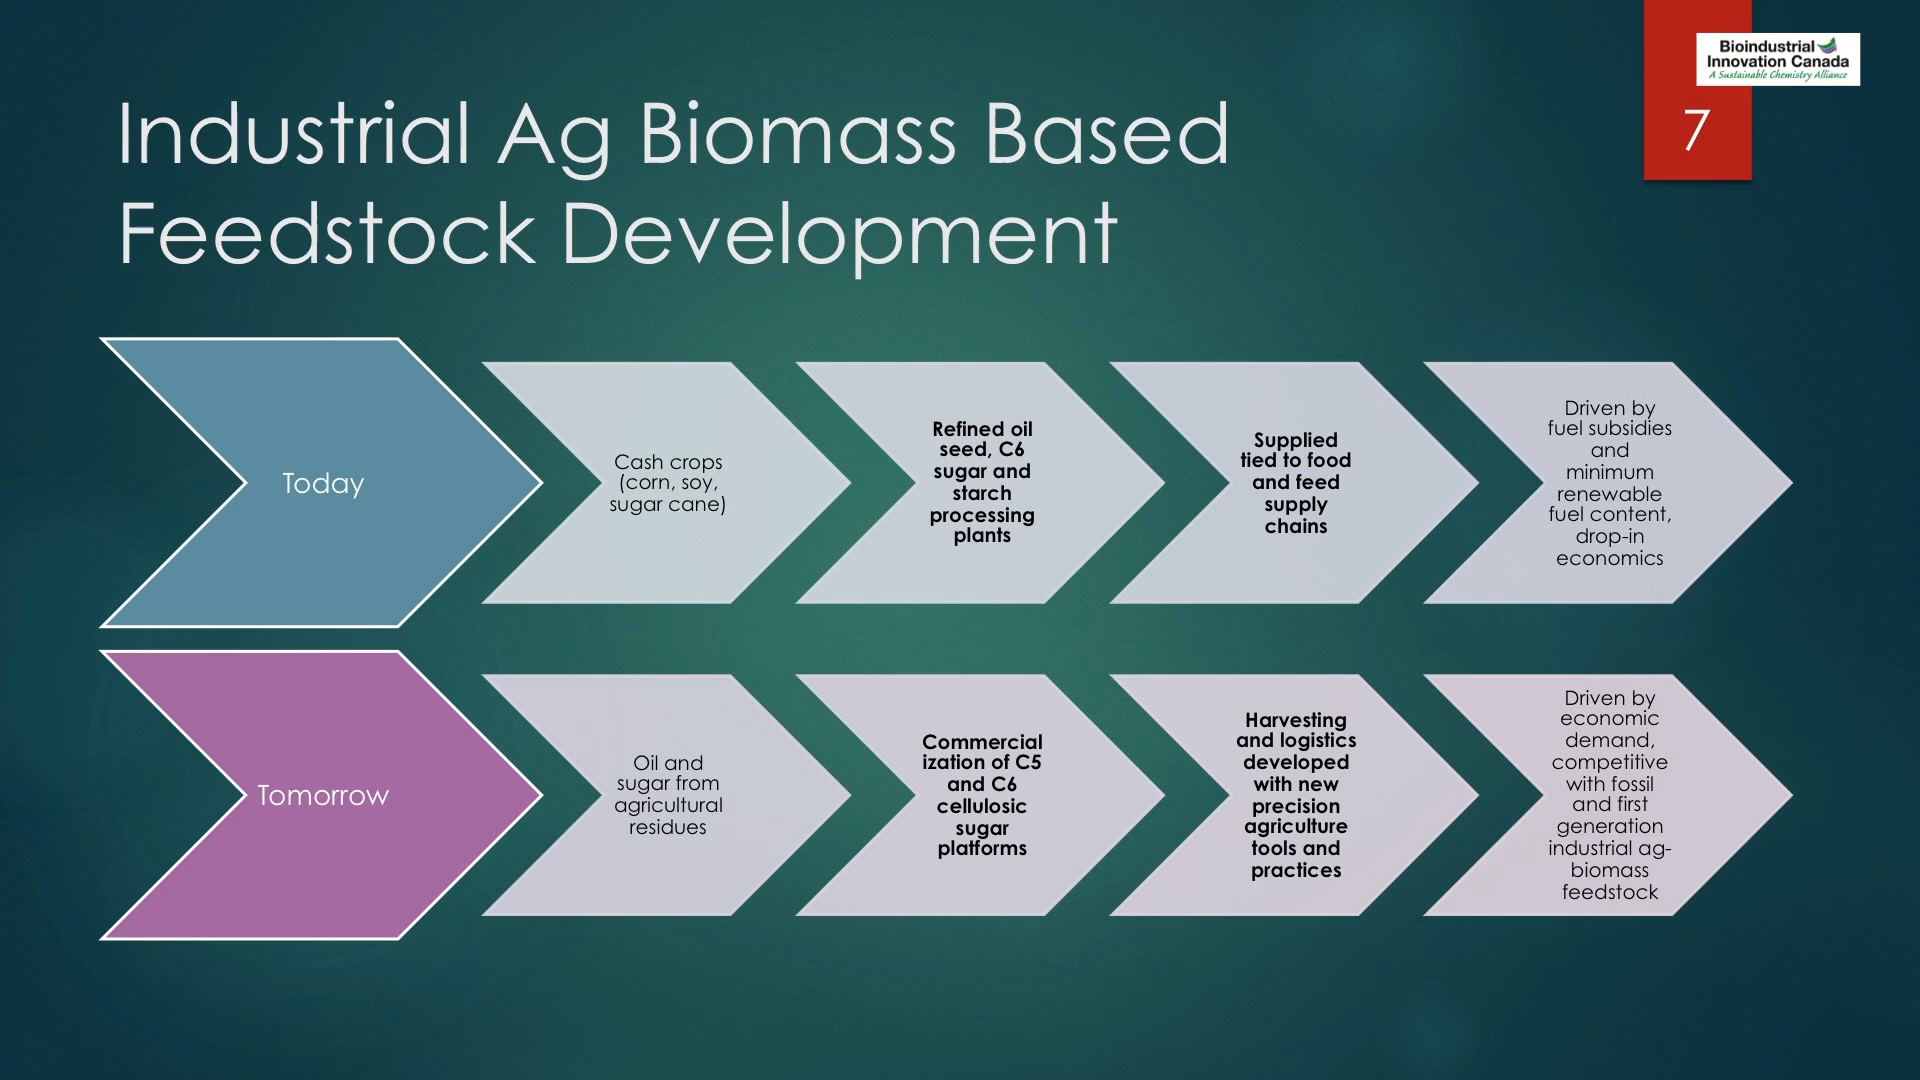 Bioindustrial
Innovation Canada
A Sustainable Chemistry Alliance
7
Industrial Ag Biomass Based
Feedstock Development
Today
Cash crops
(corn, soy,
sugar cane)
Refined oil
seed, C6
sugar and
starch
processing
plants
Supplied
tied to food
and feed
supply
chains
Driven by
fuel subsidies
and
minimum
renewable
fuel content,
drop-in
economics
Tomorrow
Oil and
sugar from
agricultural
residues
Commercial
ization of C5
and C6
cellulosic
sugar
platforms
Harvesting
and logistics
developed
with new
precision
agriculture
tools and
practices
Driven by
economic
demand,
competitive
with fossil
and first
generation
industrial ag-
biomass
feedstock